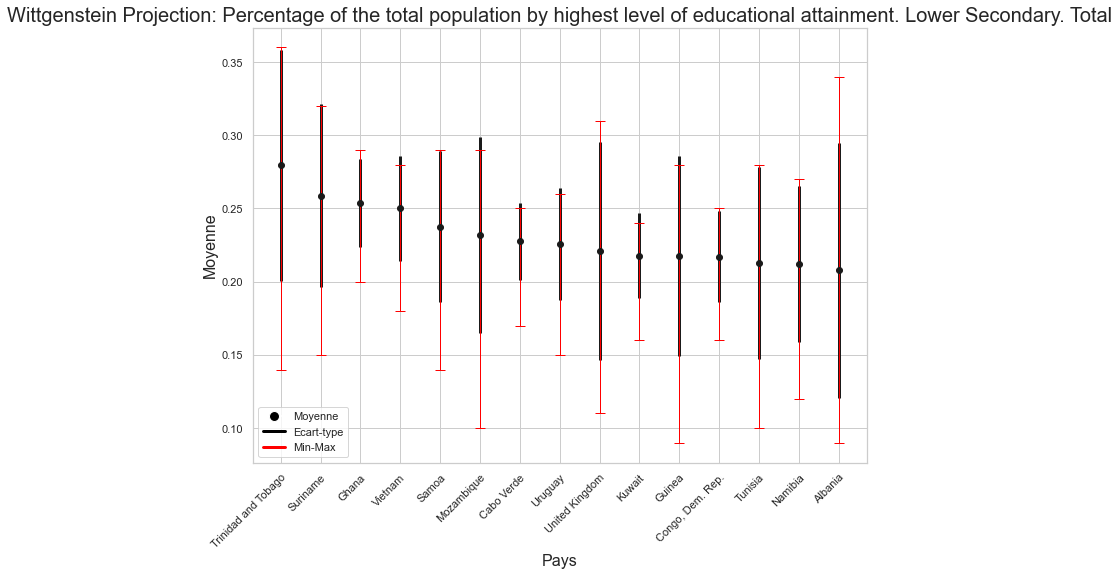 Wittgenstein Projection: Percentage of the total population by highest level of educational attainment. Lower Secondary. Total
0.35
0.30
0.25
0.20
0.15
0.10
Moyenne
Moyenne
Ecart-type
Min-Max
Trinidad and Tobago
Suriname
Ghana
Vietnam
Samoa
Mozambique
Cabo Verde
Uruguay
United Kingdom
Kuwait
Guinea
Congo, Dem. Rep.
Tunisia
Namibia
Albania
Pays